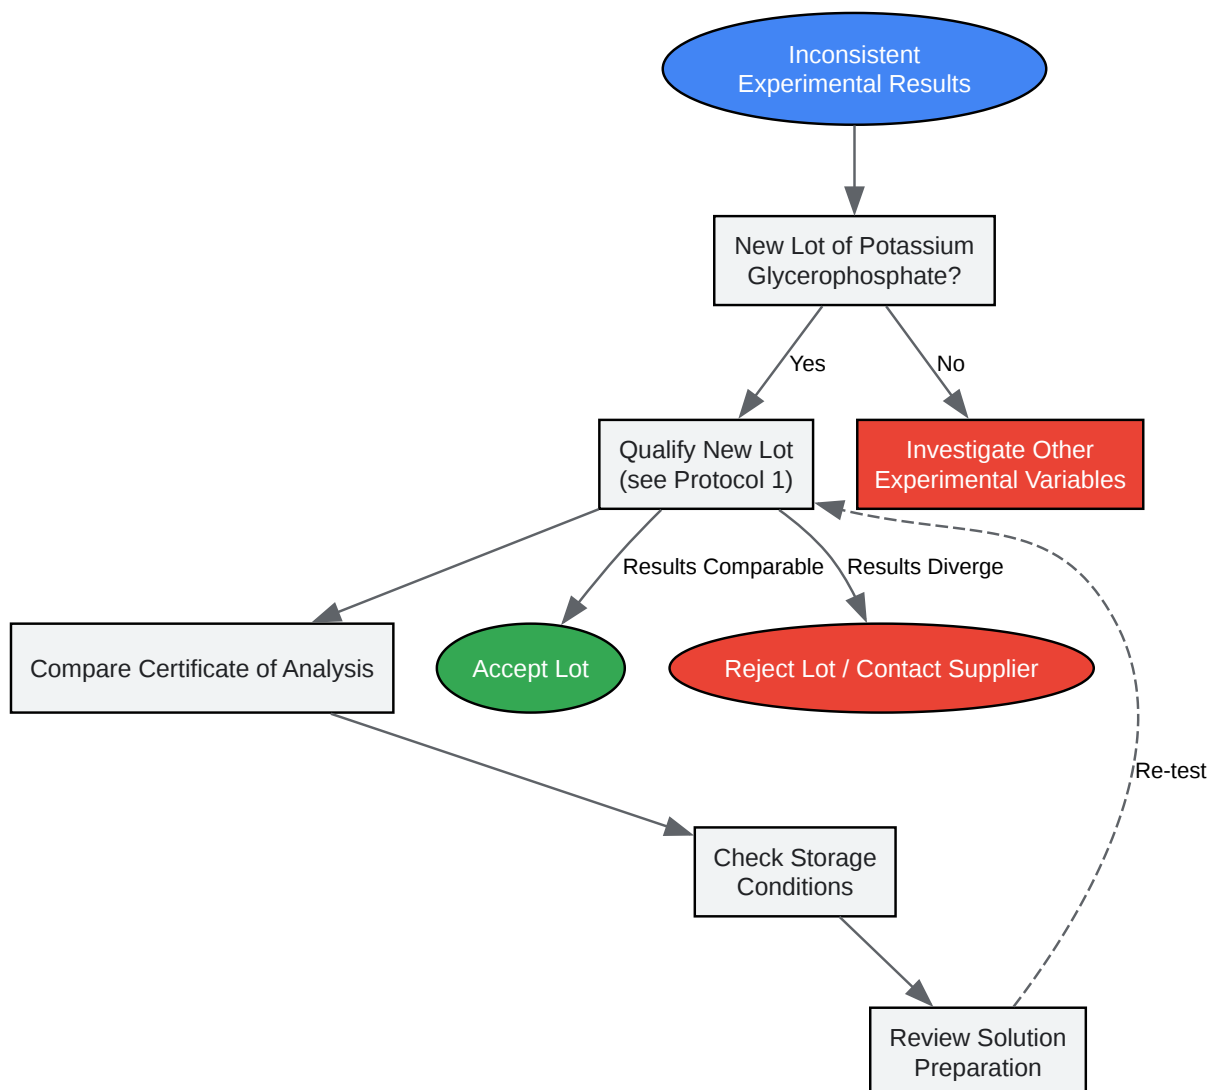 Inconsistent
Experimental Results
New Lot of Potassium
Glycerophosphate?
Yes
No
Qualify New Lot
(see Protocol 1)
Investigate Other
Experimental Variables
Results Comparable
Results Diverge
Compare Certificate of Analysis
Accept Lot
Reject Lot / Contact Supplier
Re-test
Check Storage
Conditions
Review Solution
Preparation